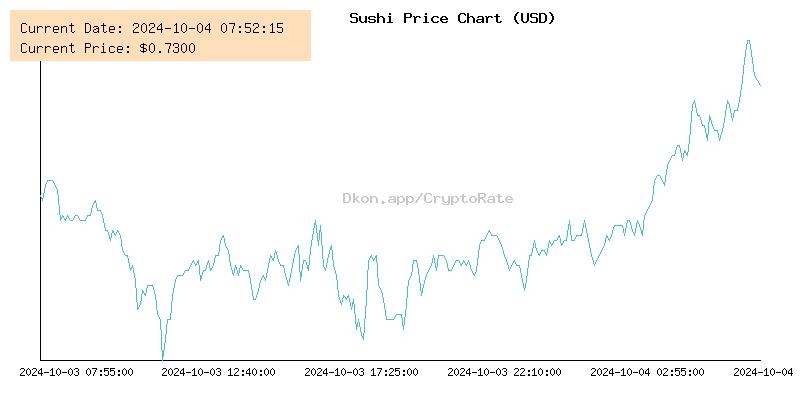 Sushi Price Chart (USD)
Current Date: 2024-10-04 07:52:15
Current Price: $0.7300
Dkon.app/CryptoRate
2024-10-03 07:55:00 2024-10-03 12:40:00 2024-10-03 17:25:00 2024-10-03 22:10:00 2024-10-04 02:55:00 2024-10-04